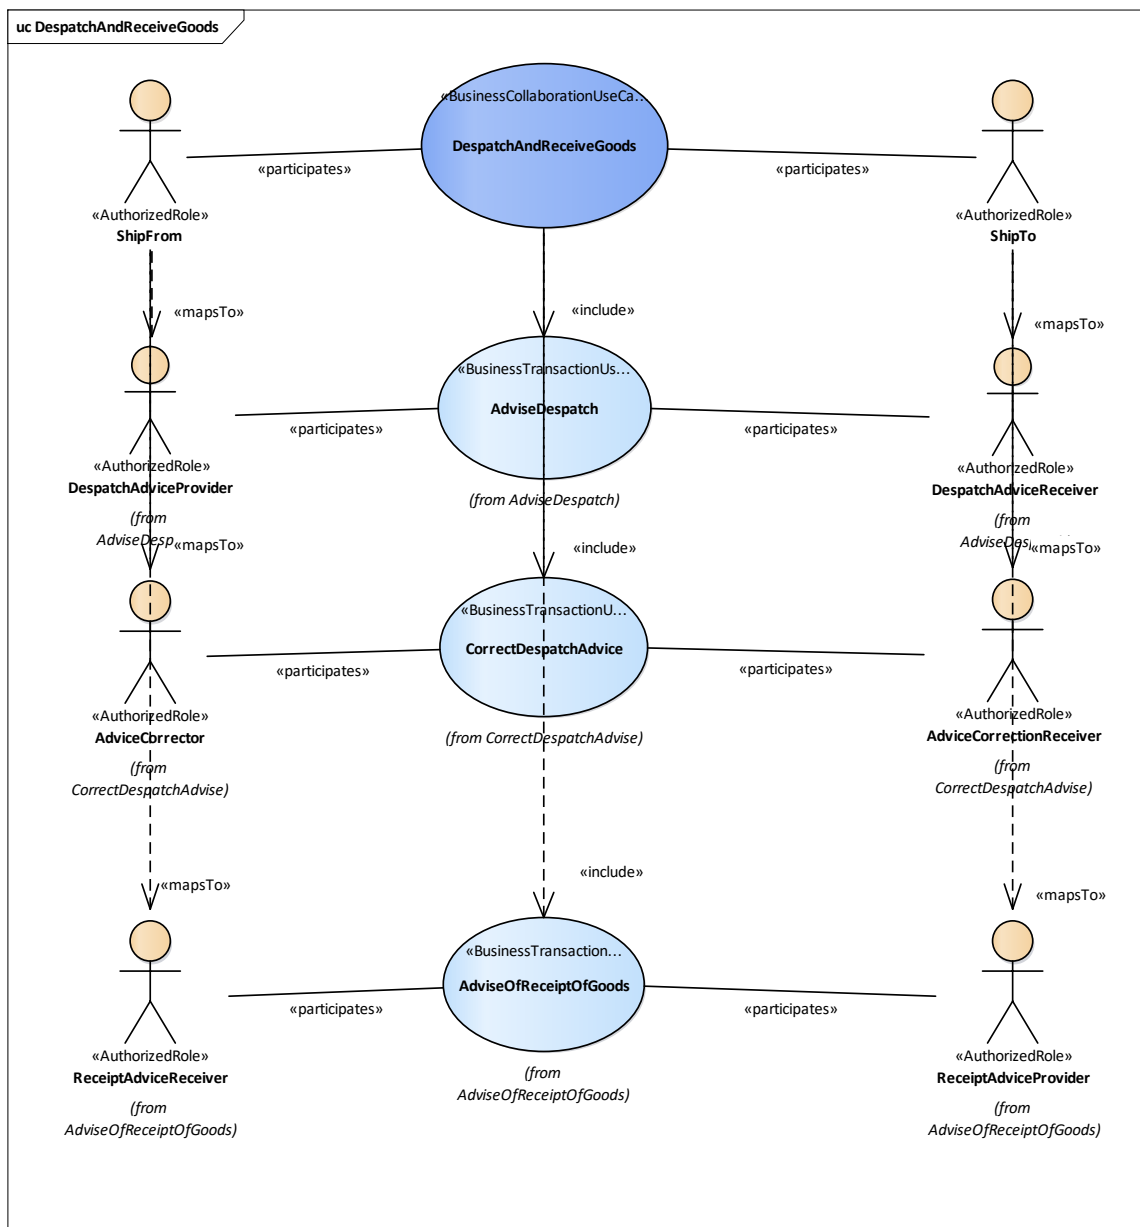 uc DespatchAndReceiveGoods
«BusinessCollaborationUseCa...
DespatchAndReceiveGoods
«participates»
«participates»
«AuthorizedRole»
ShipFrom
«AuthorizedRole»
ShipTo
«mapsTo»
«include»
«mapsTo»
«BusinessTransactionUs...
AdviseDespatch
«participates»
«participates»
«AuthorizedRole»
DespatchAdviceProvider
(from
AdviseDesp
«AuthorizedRole»
DespatchAdviceReceiver
(from
AdviseDes
(from AdviseDespatch)
«mapsTo»
«include»
«mapsTo»
«BusinessTransactionU...
CorrectDespatchAdvice
«participates»
«participates»
«AuthorizedRole»
AdviceCorrector
(from
CorrectDespatchAdvise)
(from CorrectDespatchAdvise)
«AuthorizedRole»
AdviceCorrectionReceiver
(from
CorrectDespatchAdvise)
«mapsTo»
«include»
«mapsTo»
«BusinessTransaction...
AdviseOfReceiptOfGoods
«participates»
«participates»
«AuthorizedRole»
ReceiptAdviceReceiver
(from
AdviseOfReceiptOfGoods)
(from
AdviseOfReceiptOfGoods)
«AuthorizedRole»
ReceiptAdviceProvider
(from
AdviseOfReceiptOfGoods)